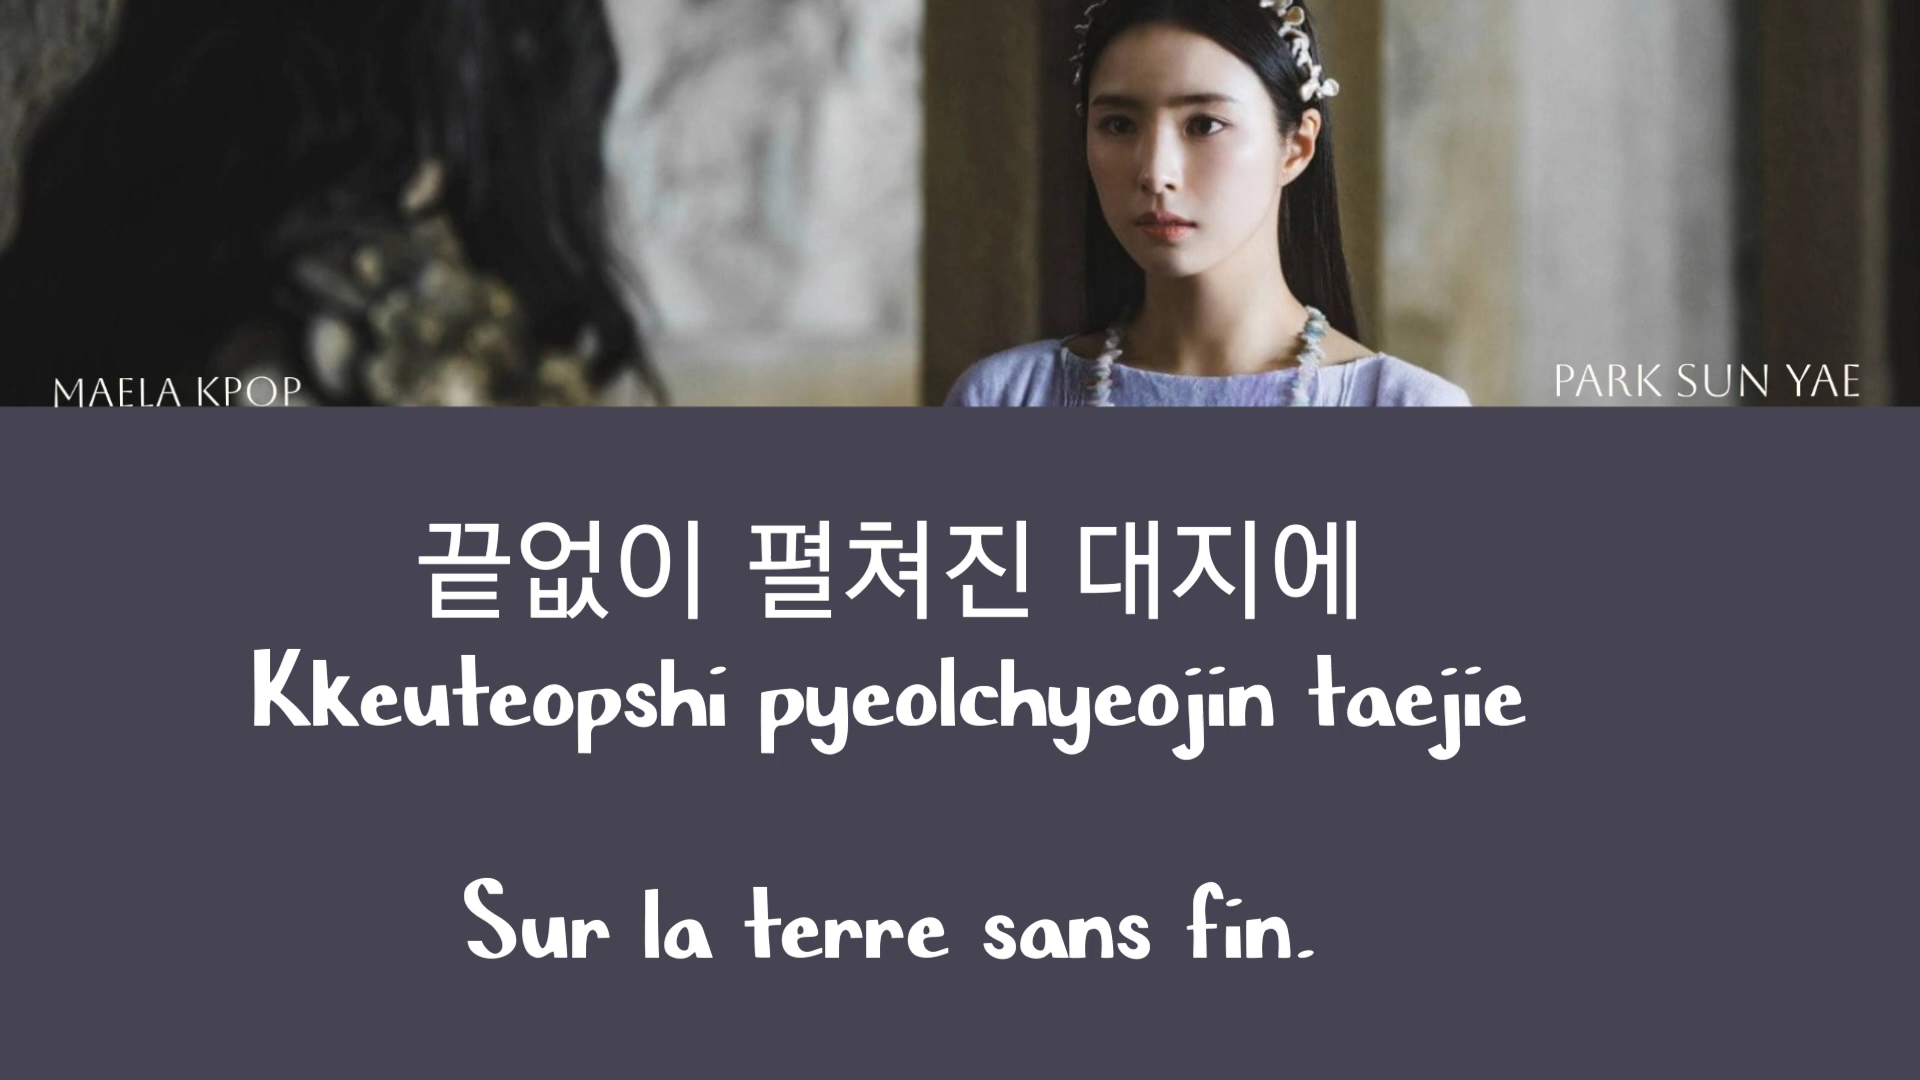 MAELA KPOP
PARK SUN YAE
끝없이 펼쳐진 대지에
Kkeuteopshi pyeolchyeojin taejie
Sur la terre sans fin.